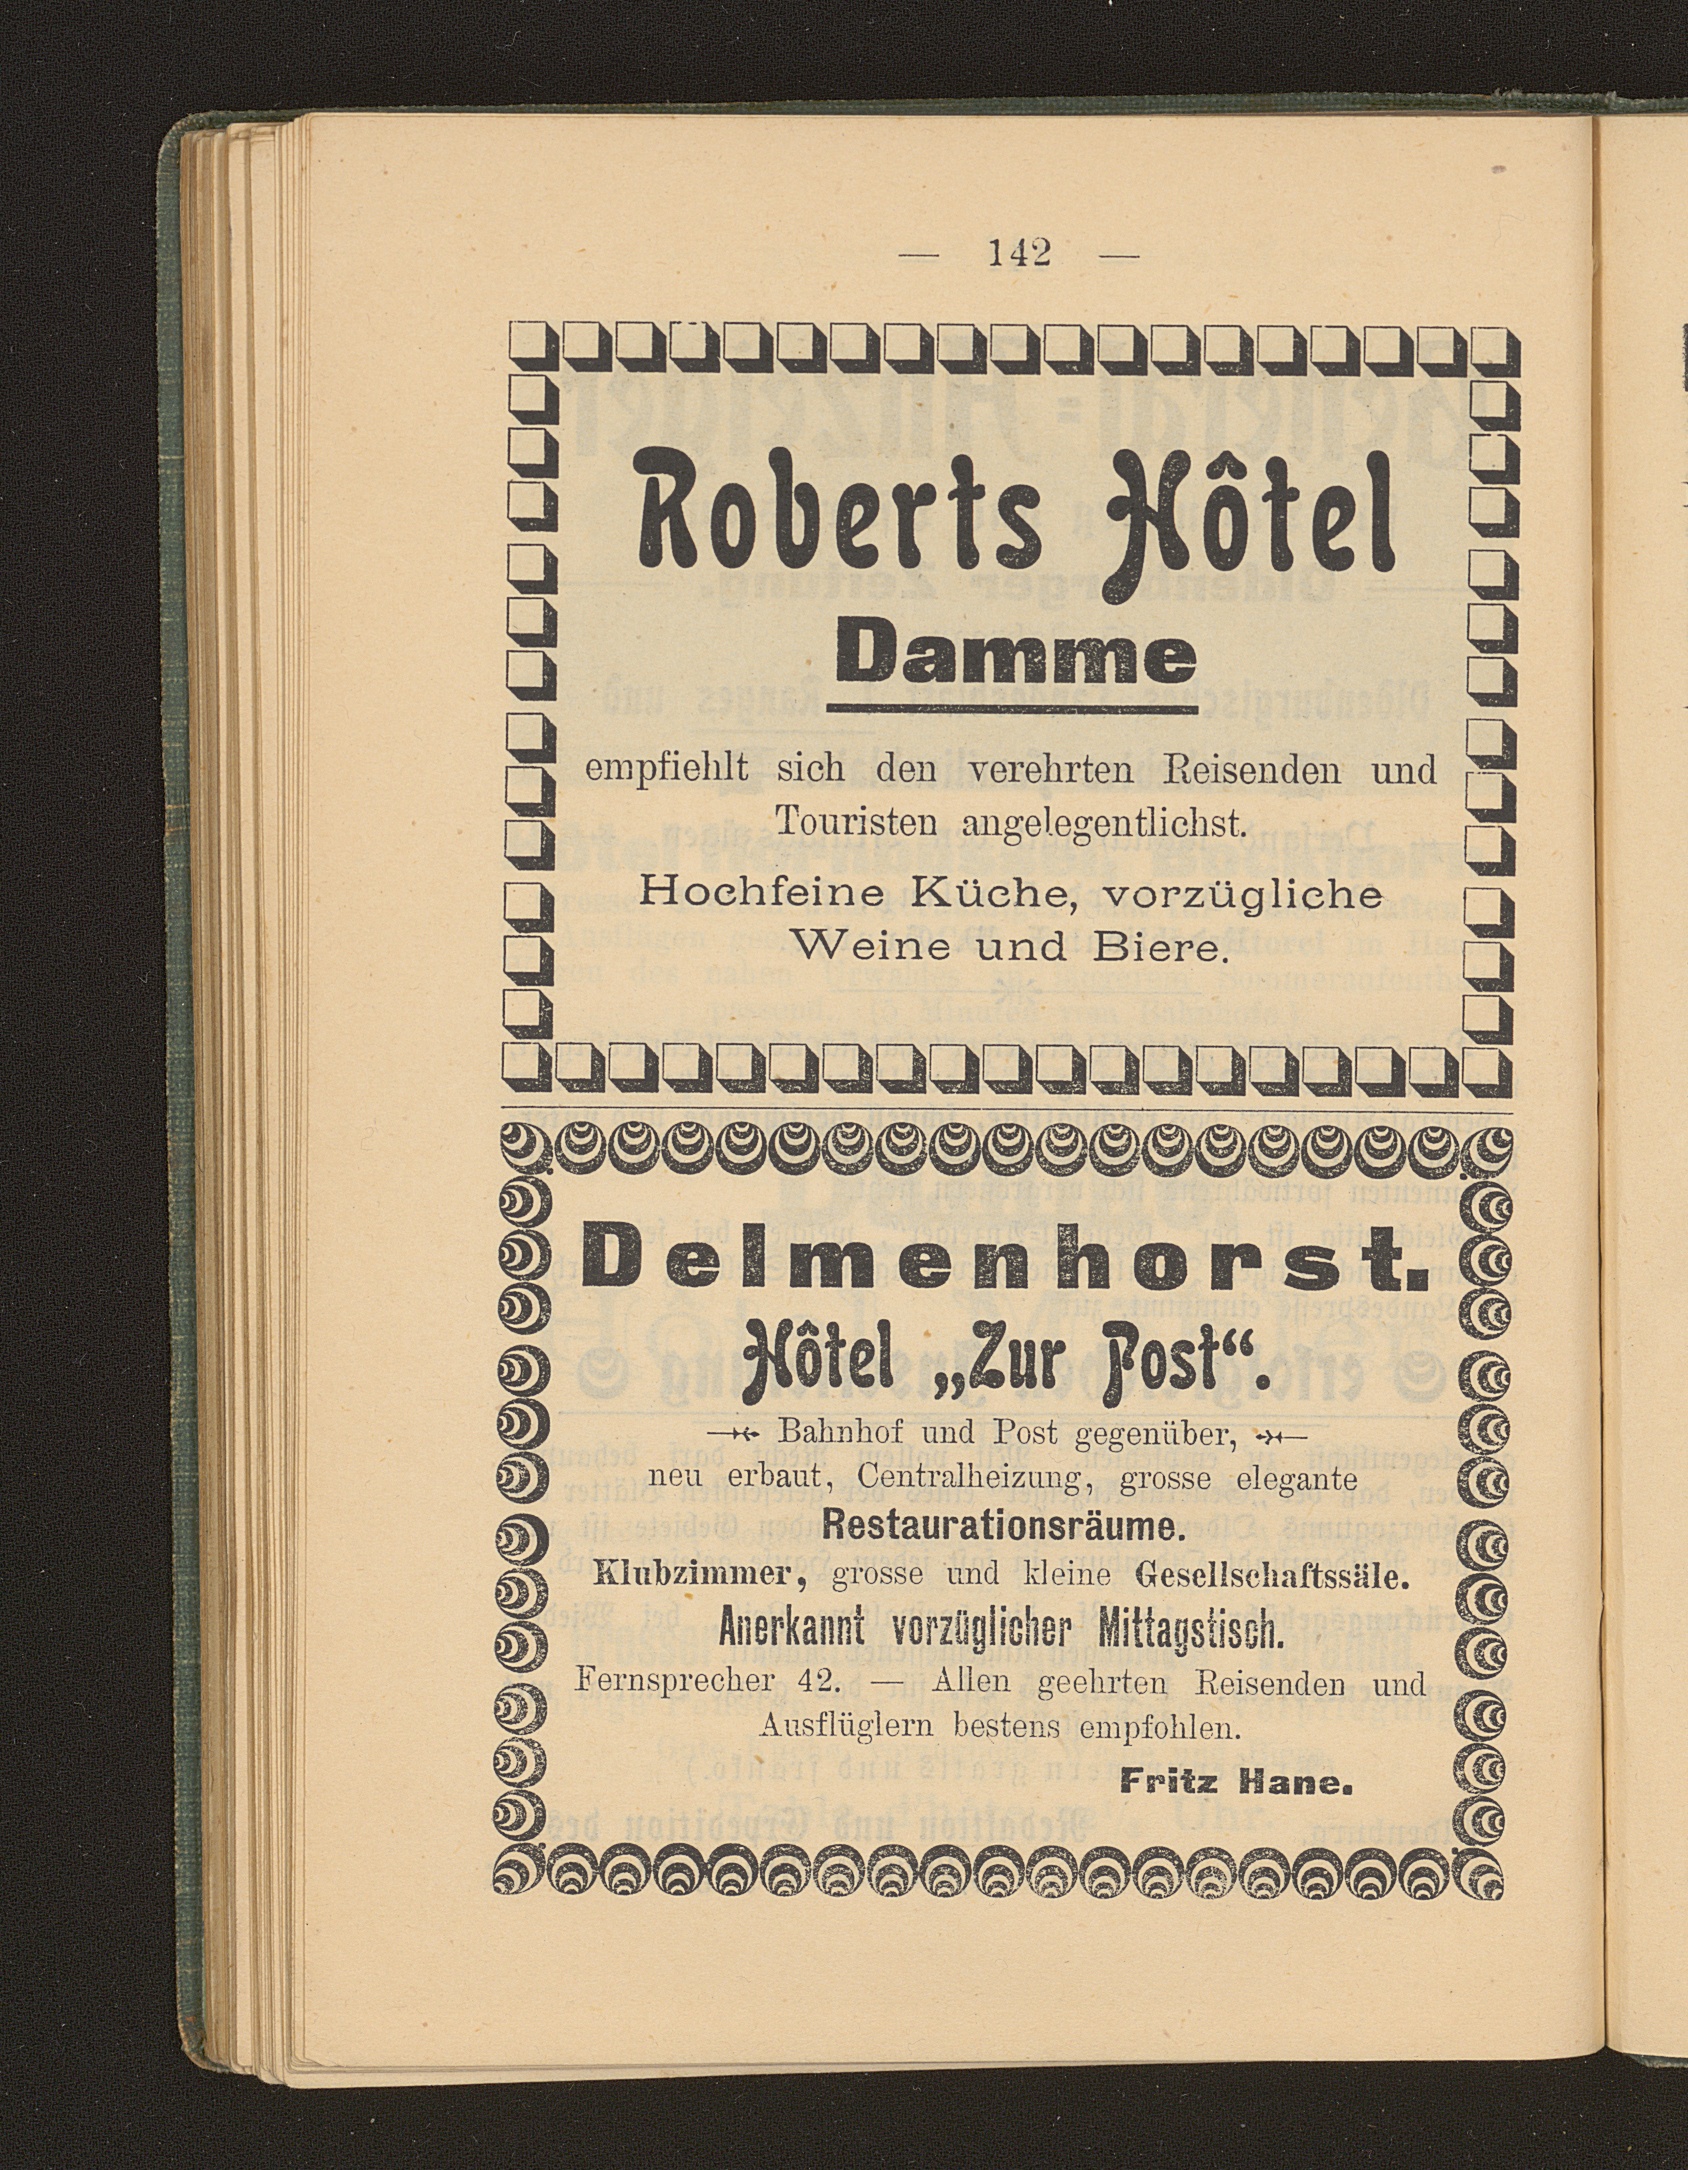 — 142 —
Roberts Hôtel
Damme
empfiehlt sich den verehrten Reisenden und
Touristen angelegentlichst.
Hochfeine Küche, vorzügliche
Weine und Biere.
Delmenhorst.
Hôtel „Zur Post“.
Bahnhof und Post gegenüber,
neu erbaut, Centralheizung, grosse elegante
Restaurationsräume.
Klubzimmer, grosse und kleine Gesellschaftssäle.
Anerkannt vorzüglicher Mittagstisch.
Fernsprecher 42. — Allen geehrten Reisenden und
Ausflüglern bestens empfohlen.
Fritz Hane.